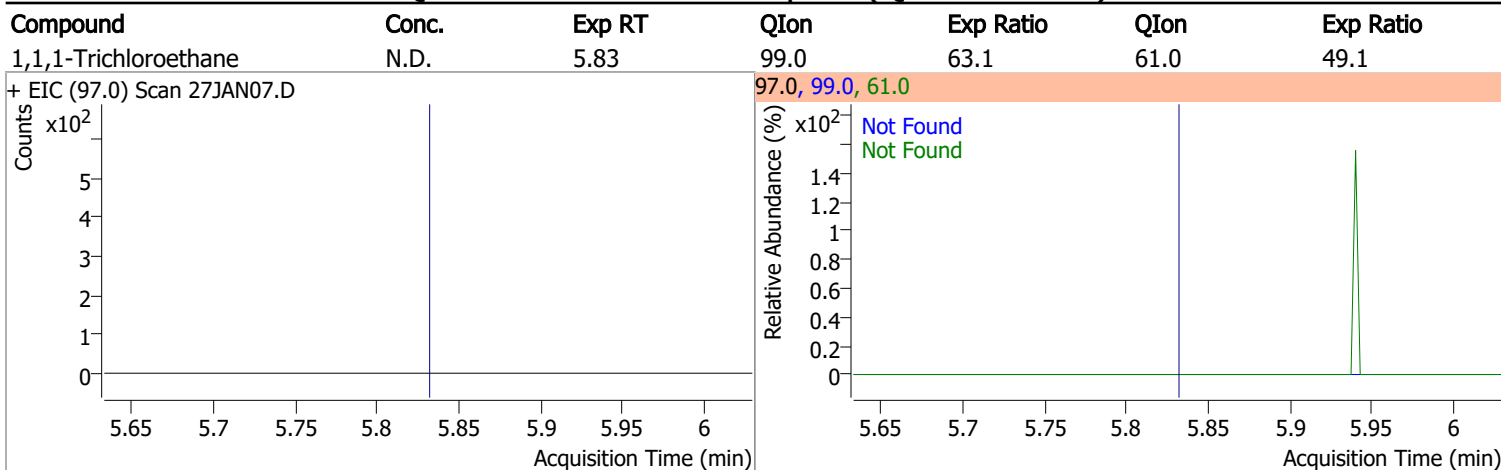 Compound Conc. Exp RT QIon Exp Ratio QIon Exp Ratio
1,1,1-Trichloroethane N.D. 5.83 99.0 63.1 61.0 49.1
+ EIC (97.0) Scan 27JAN07.D
Counts
x10²
5
4
3
2
1
0
5.65 5.7 5.75 5.8 5.85 5.9 5.95 6
Acquisition Time (min)
97.0, 99.0, 61.0
Relative Abundance (%)
x10²
Not Found
Not Found
1.4
1.2
1
0.8
0.6
0.4
0.2
0
5.65 5.7 5.75 5.8 5.85 5.9 5.95 6
Acquisition Time (min)